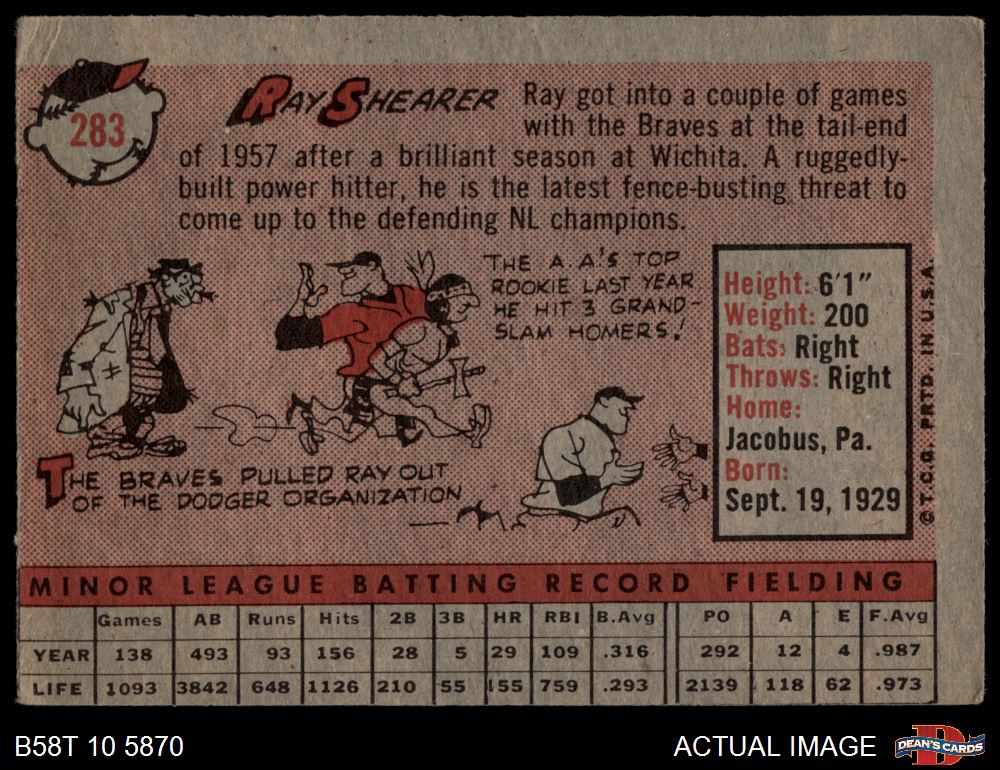 283
RAY SHEARER
Ray got into a couple of games
with the Braves at the tail-end
of 1957 after a brilliant season at Wichita. A ruggedly-
built power hitter, he is the latest fence-busting threat to
come up to the defending NL champions.
THE A.A'S TOP
ROOKIE LAST YEAR
HE HIT 3 GRAND-
SLAM HOMERS!
THE BRAVES PULLED RAY OUT
OF THE DODGER ORGANIZATION
Height: 6'1"
Weight: 200
Bats: Right
Throws: Right
Home:
Jacobus, Pa.
Born:
Sept. 19, 1929
© T.C.G. PRTD. IN U.S.A.
MINOR LEAGUE BATTING RECORD FIELDING
Games AB Runs Hits 2B 3B HR RBI B.Avg PO A E F.Avg
YEAR 138 493 93 156 28 5 29 109 .316 292 12 4 .987
LIFE 1093 3842 648 1126 210 55 155 759 .293 2139 118 62 .973
B58T 10 5870
ACTUAL IMAGE
D
DEAN'S CARDS